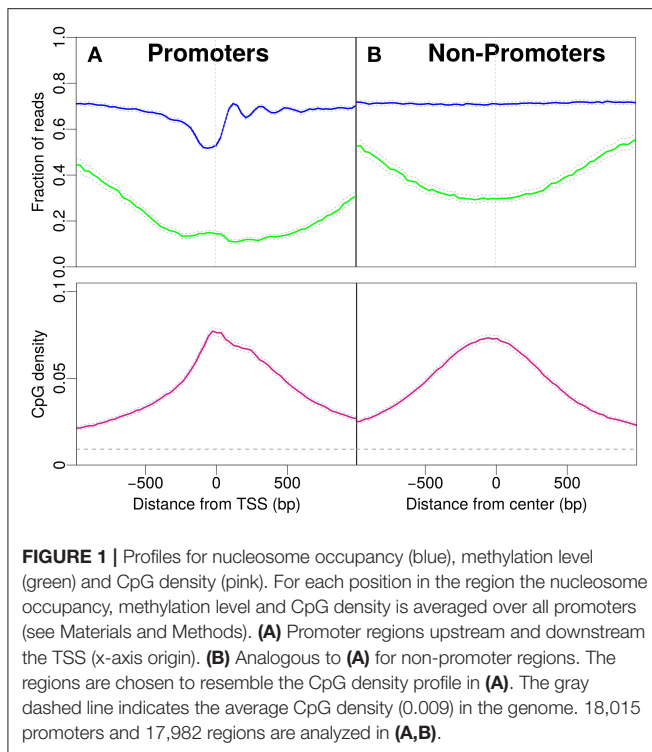 A Promoters
B Non-Promoters
Fraction of reads
1.0
0.8
0.6
0.4
0.2
0.0
CpG density
0.1
0.05
0
−500 0 500
−500 0 500
Distance from TSS (bp)
Distance from center (bp)
FIGURE 1 | Profiles for nucleosome occupancy (blue), methylation level
(green) and CpG density (pink). For each position in the region the nucleosome
occupancy, methylation level and CpG density is averaged over all promoters
(see Materials and Methods). (A) Promoter regions upstream and downstream
the TSS (x-axis origin). (B) Analogous to (A) for non-promoter regions. The
regions are chosen to resemble the CpG density profile in (A). The gray
dashed line indicates the average CpG density (0.009) in the genome. 18,015
promoters and 17,982 regions are analyzed in (A,B).